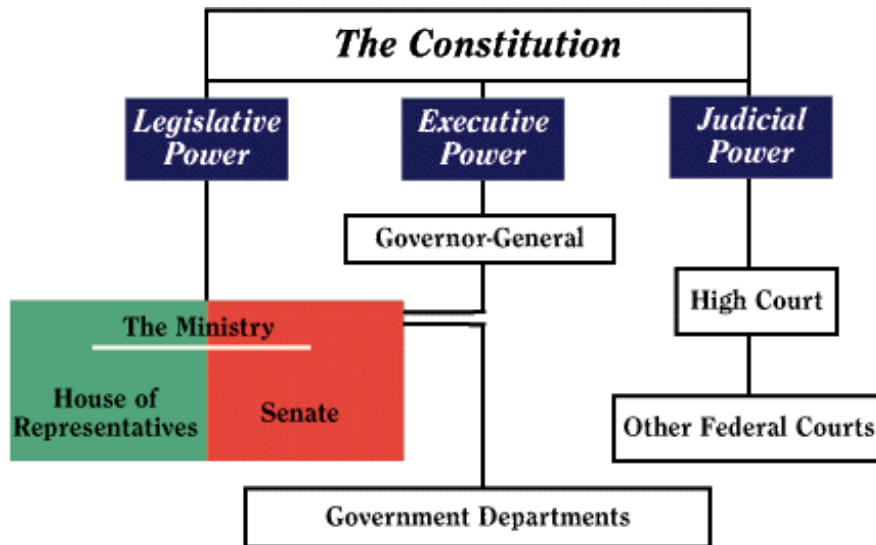 The Constitution
Legislative
Power
Executive
Power
Judicial
Power
Governor-General
High Court
The Ministry
House of
Representatives
Senate
Other Federal Courts
Government Departments